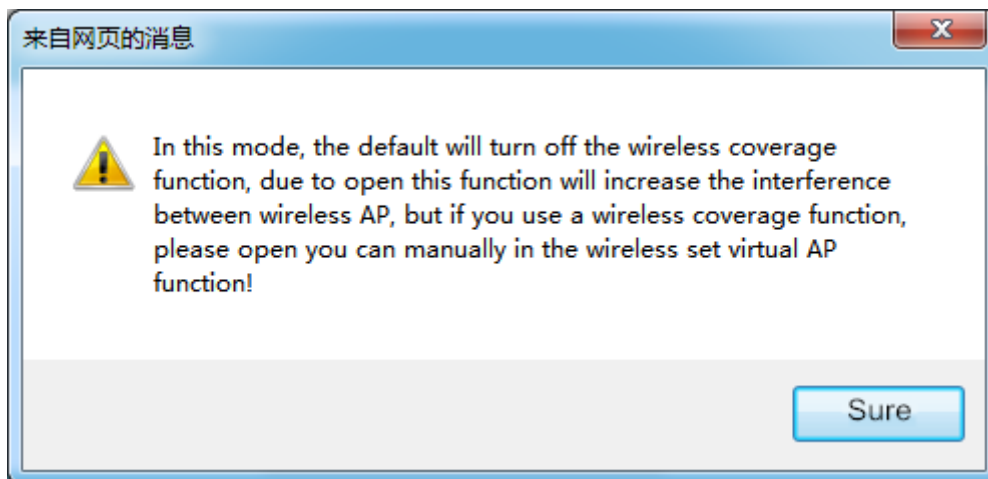 来自网页的消息
In this mode, the default will turn off the wireless coverage
function, due to open this function will increase the interference
between wireless AP, but if you use a wireless coverage function,
please open you can manually in the wireless set virtual AP
function!
Sure